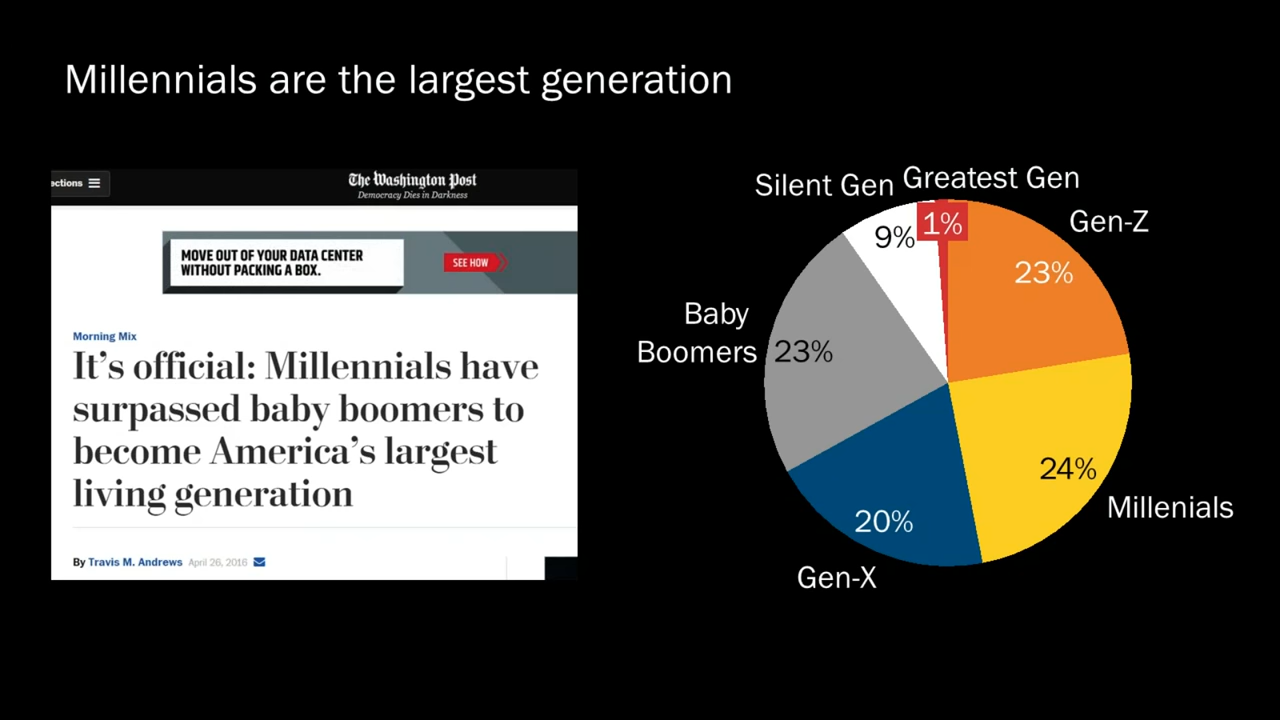 Millennials are the largest generation
ections
The Washington Post
Democracy Dies in Darkness
MOVE OUT OF YOUR DATA CENTER
WITHOUT PACKING A BOX.
SEE HOW
Morning Mix
It's official: Millennials have
surpassed baby boomers to
become America's largest
living generation
By Travis M. Andrews April 26, 2016
Silent Gen
Greatest Gen
Gen-Z
9%
1%
23%
Baby
Boomers
23%
24%
Millenials
20%
Gen-X